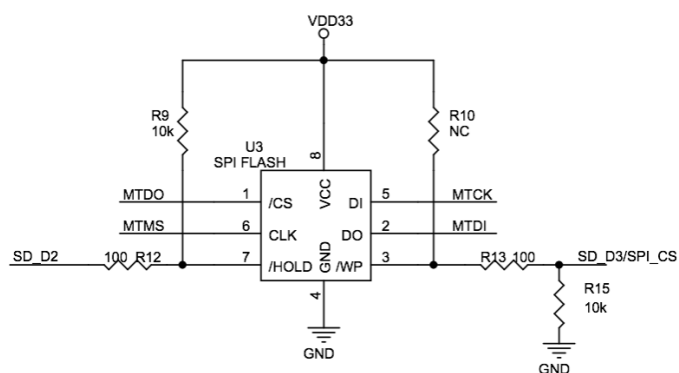 VDD33
R9
10k
R10
NC
U3
SPI FLASH
8
MTDO
1
/CS
VCC
DI
5
MTCK
MTMS
6
CLK
DO
2
MTDI
SD_D2
100 R12
7
/HOLD
GND
/WP
3
R13 100
SD_D3/SPI_CS
4
R15
10k
GND
GND